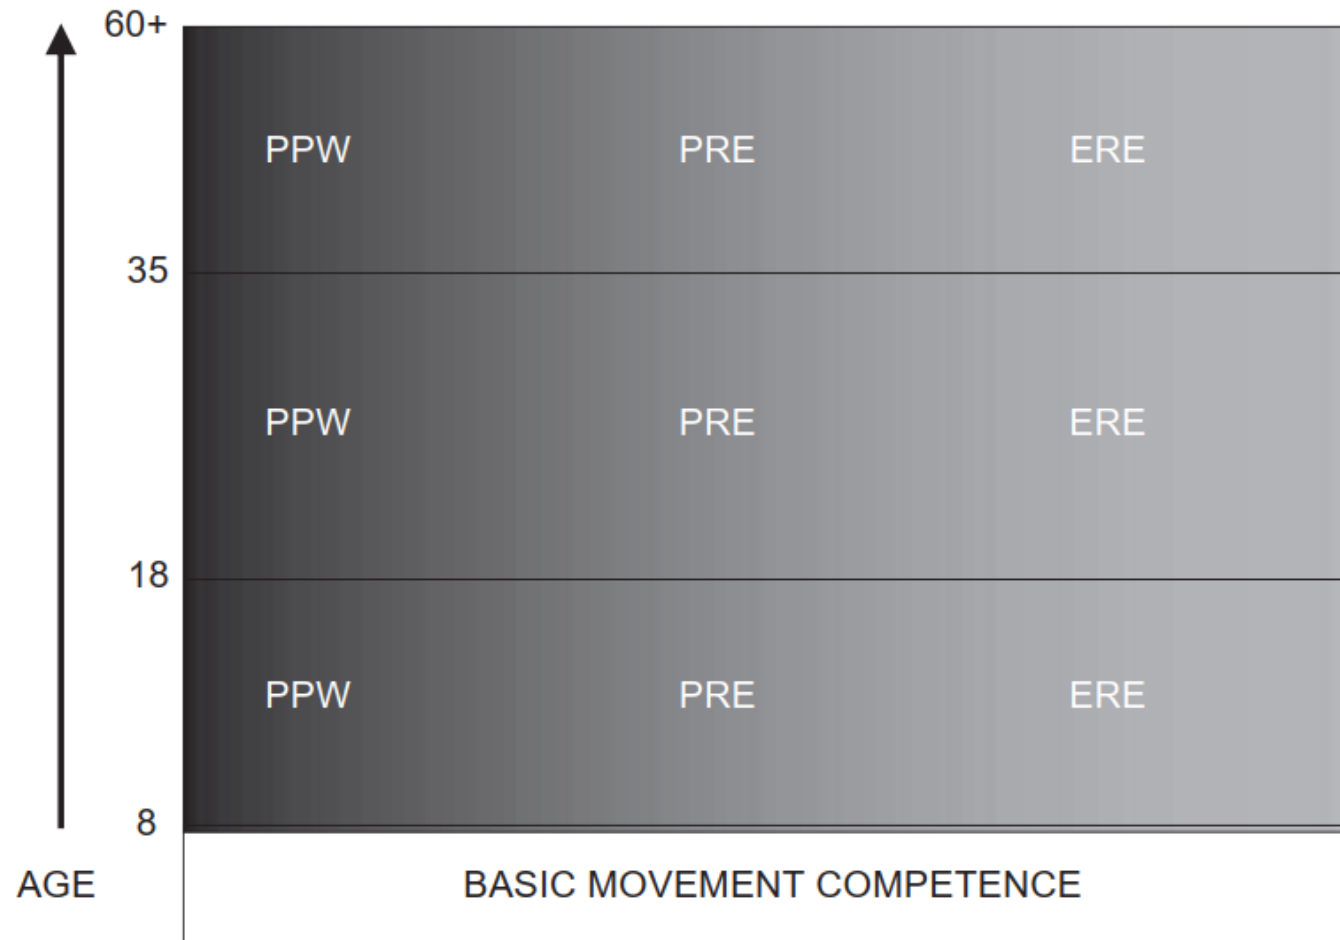 60+
PPW PRE ERE
35
PPW PRE ERE
18
PPW PRE ERE
8
AGE BASIC MOVEMENT COMPETENCE